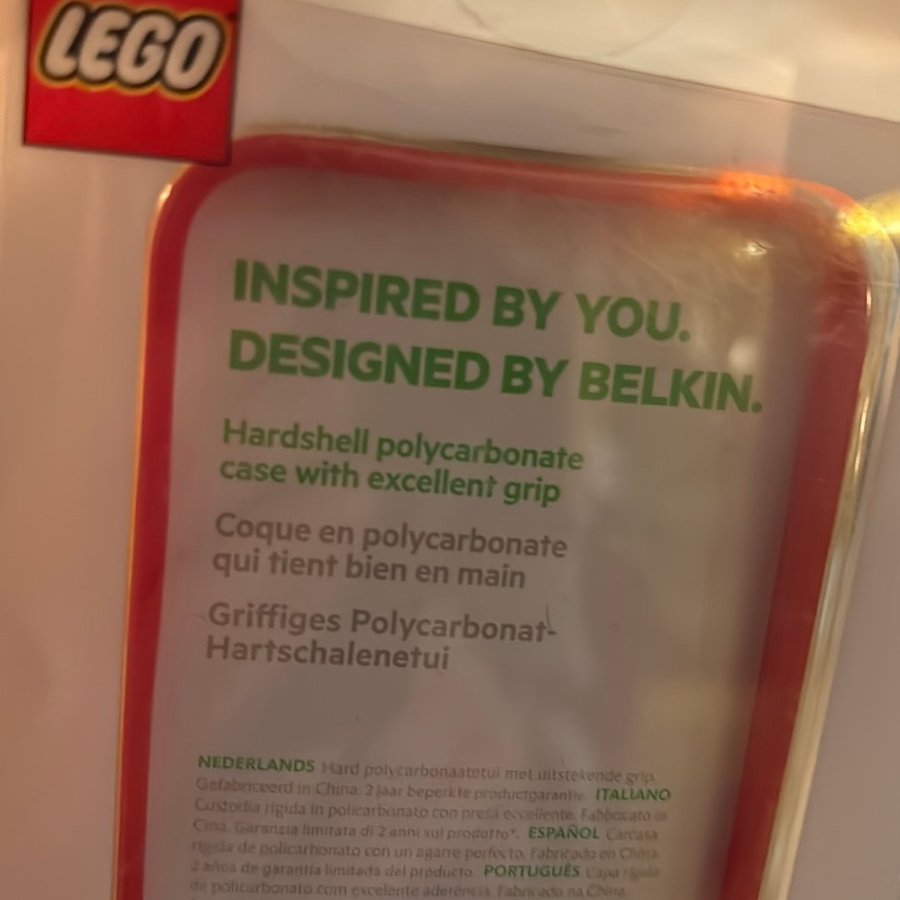 LEGO
INSPIRED BY YOU.
DESIGNED BY BELKIN.
Hardshell polycarbonate
case with excellent grip
Coque en polycarbonate
qui tient bien en main
Griffiges Polycarbonat-
Hartschalenetui
NEDERLANDS Hard polycarbonaatetui met uitstekende grip.
Gefabriceerd in China. 2 jaar beperkte productgarantie. ITALIANO
Custodia rigida in policarbonato con presa eccellente. Fabbricato in
Cina. Garanzia limitata di 2 anni sul prodotto*. ESPAÑOL Carcasa
rígida de policarbonato con un agarre perfecto. Fabricado en China.
2 años de garantía limitada del producto. PORTUGUÊS Capa rígida
de policarbonato com excelente aderência. Fabricado na China.